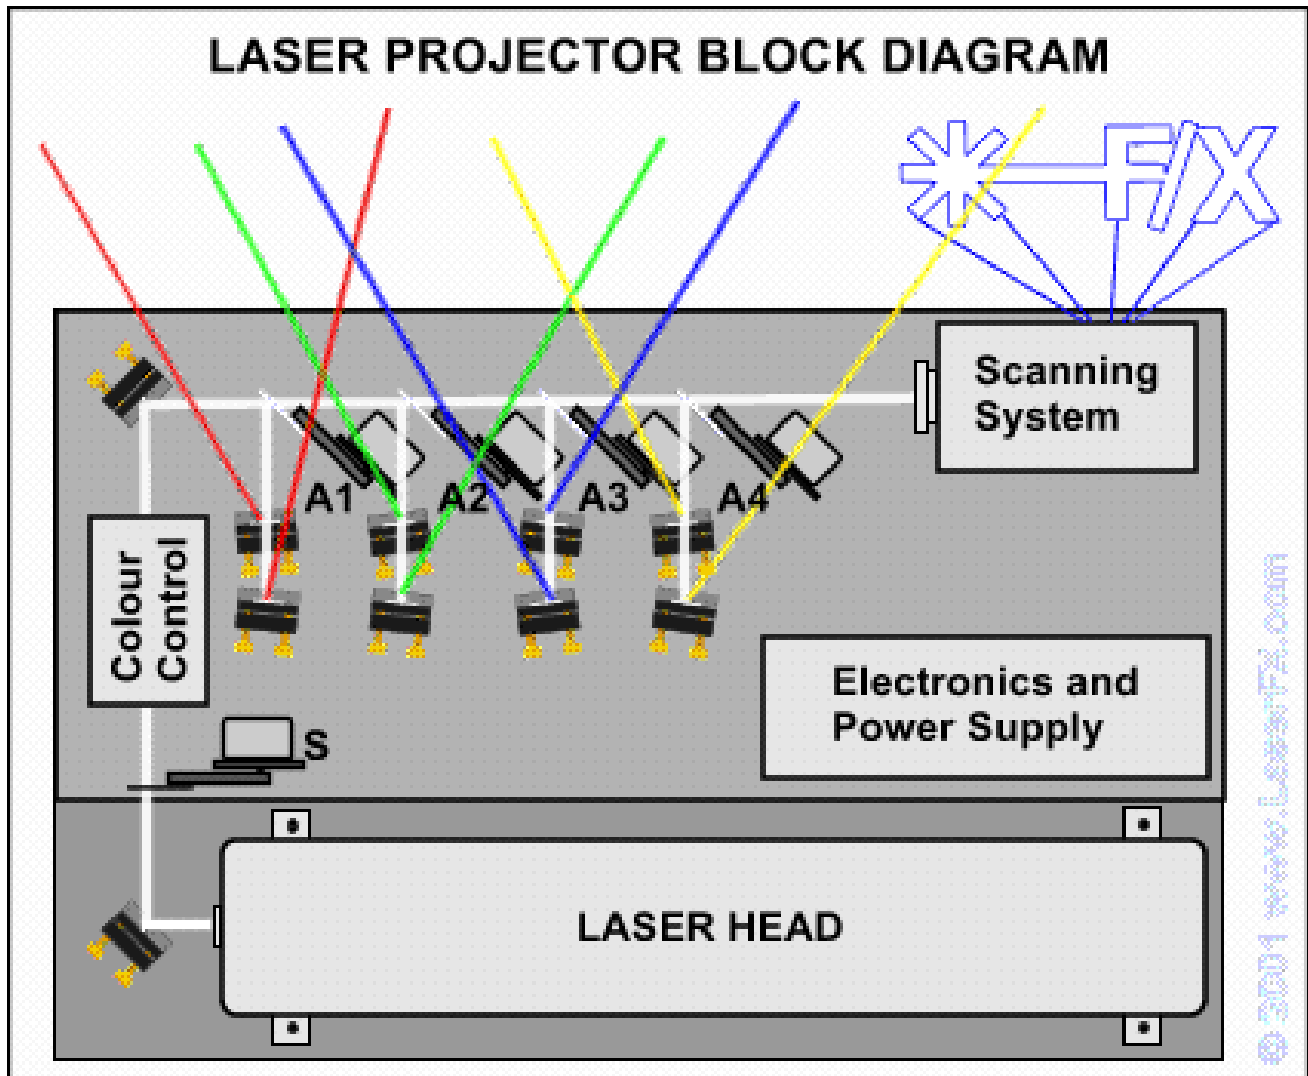 LASER PROJECTOR BLOCK DIAGRAM
F/X
Scanning
System
A1
A2
A3
A4
Colour
Control
Electronics and
Power Supply
S
LASER HEAD
www.LaserFX.com